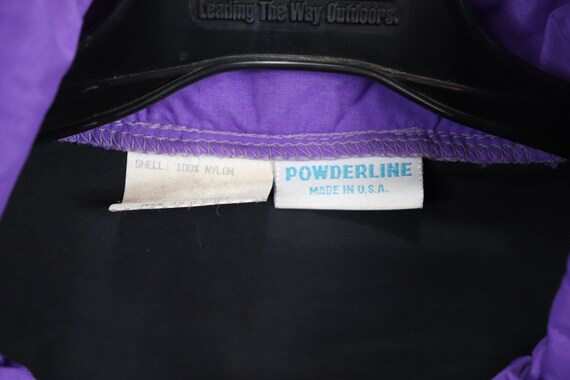 Leading The Way Outdoors.
SHELL: 100% NYLON
POWDERLINE
MADE IN U.S.A.